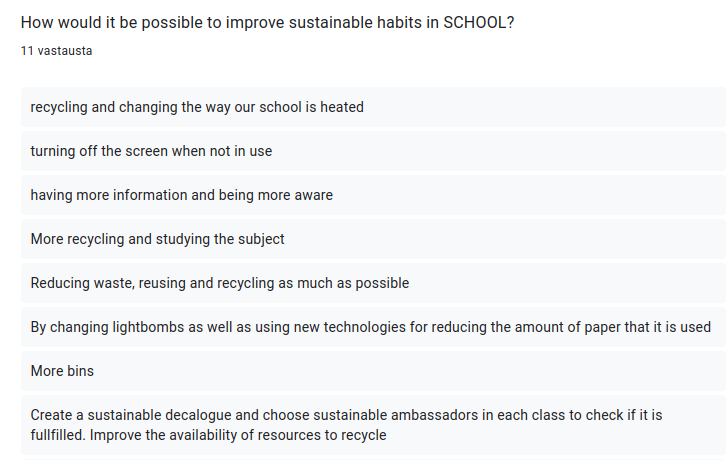 How would it be possible to improve sustainable habits in SCHOOL?
11 vastausta
recycling and changing the way our school is heated
turning off the screen when not in use
having more information and being more aware
More recycling and studying the subject
Reducing waste, reusing and recycling as much as possible
By changing lightbombs as well as using new technologies for reducing the amount of paper that it is used
More bins
Create a sustainable decalogue and choose sustainable ambassadors in each class to check if it is
fullfilled. Improve the availability of resources to recycle